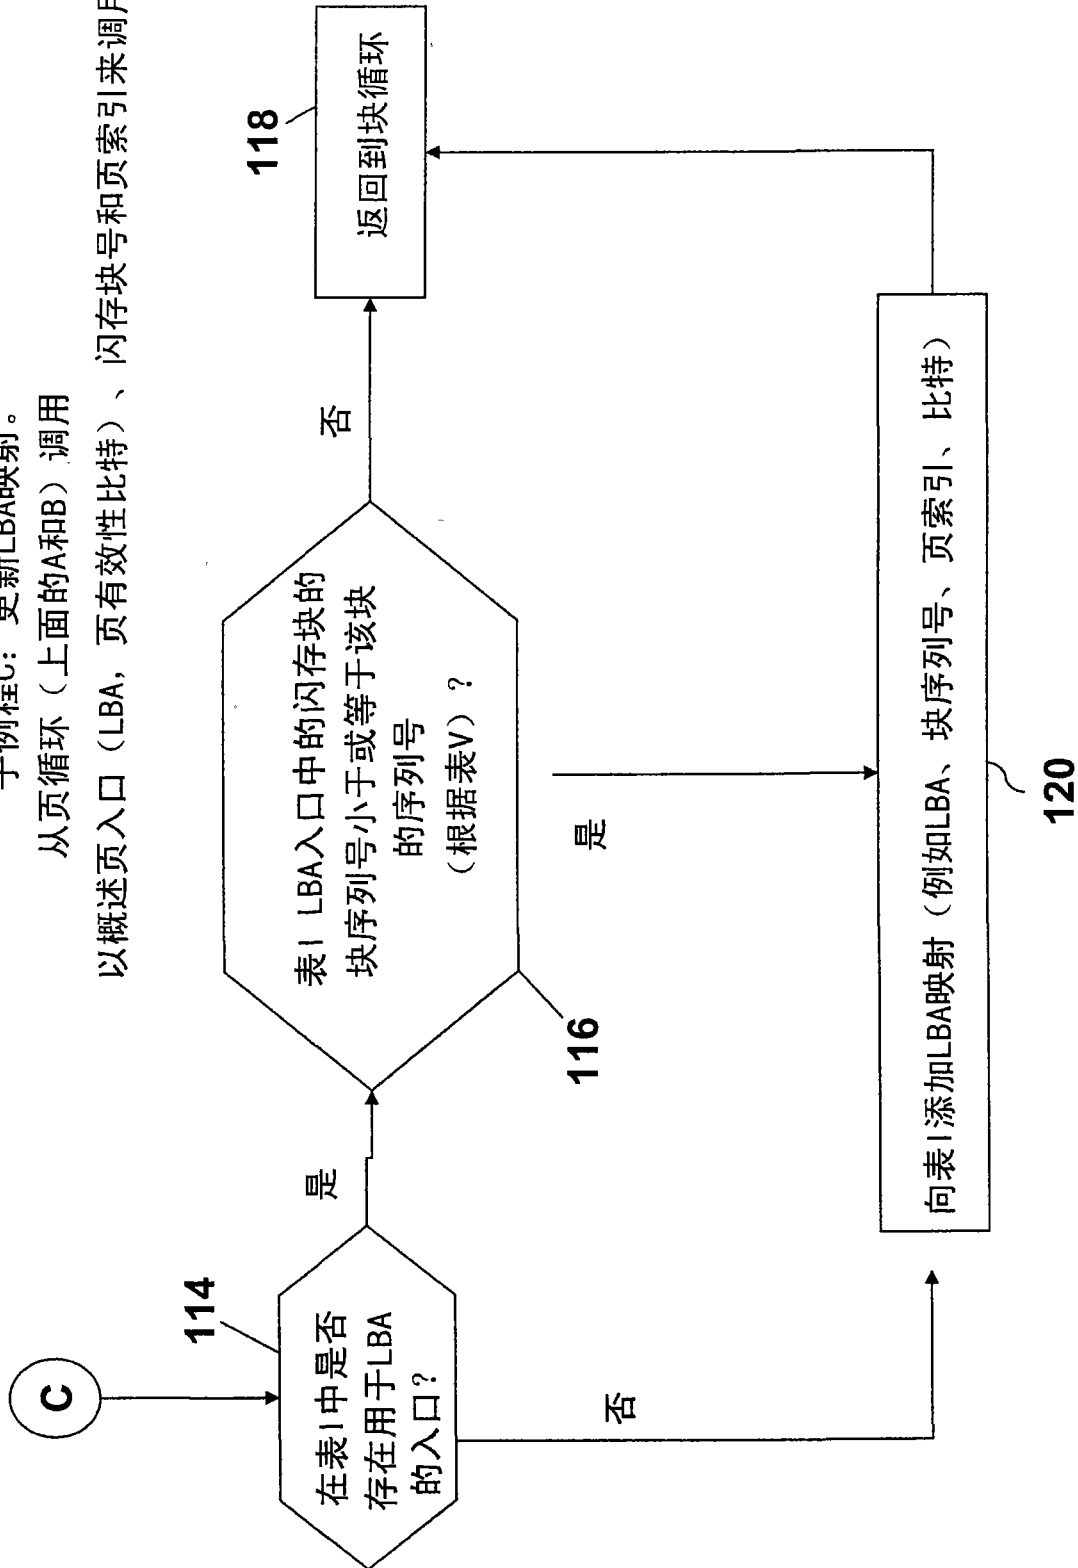 子例程C: 更新LBA映射。
从页循环（上面的A和B）调用
以概述页入口（LBA，页有效性比特）、闪存块号和页索引来调用
C
114
在表I中是否
存在用于LBA
的入口？
是
否
116
表I LBA入口中的闪存块的
块序列号小于或等于该块
的序列号
（根据表V）？
否
是
118
返回到块循环
120
向表I添加LBA映射（例如LBA、块序列号、页索引、比特）